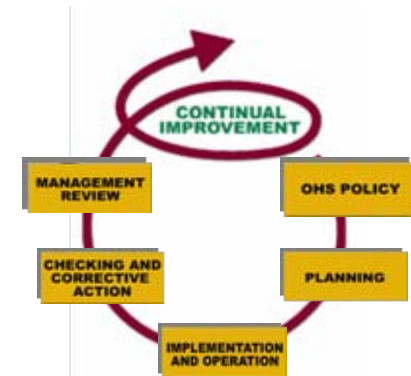 CONTINUAL
IMPROVEMENT
MANAGEMENT
REVIEW
OHS POLICY
CHECKING AND
CORRECTIVE
ACTION
PLANNING
IMPLEMENTATION
AND OPERATION